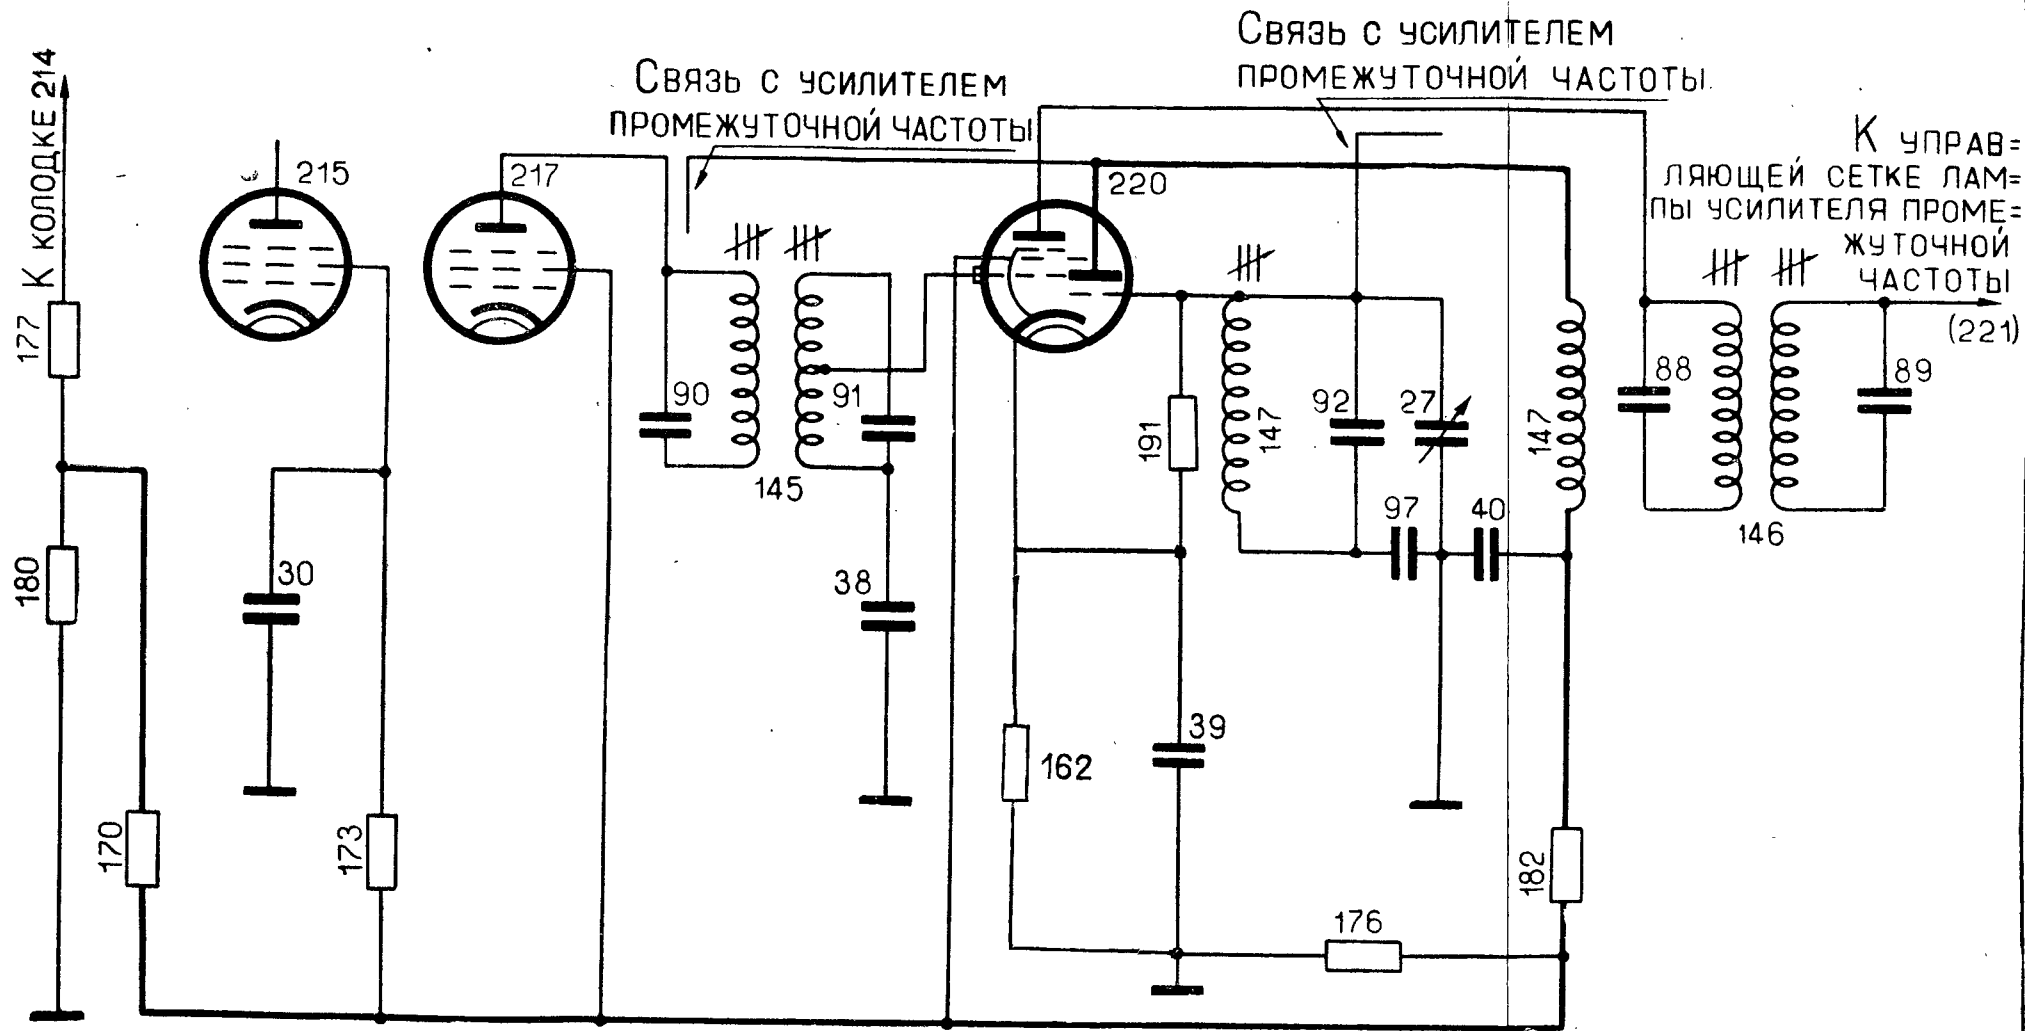 Связь с усилителем
промежуточной частоты.
Связь с усилителем
промежуточной частоты
К колодке 214
К управ=
ляющей сетке лам=
пы усилителя проме=
жуточной
частоты
(221)
215
217
220
177
180
170
30
173
90
91
145
38
191
147
92
27
147
97
40
88
89
146
162
39
176
182